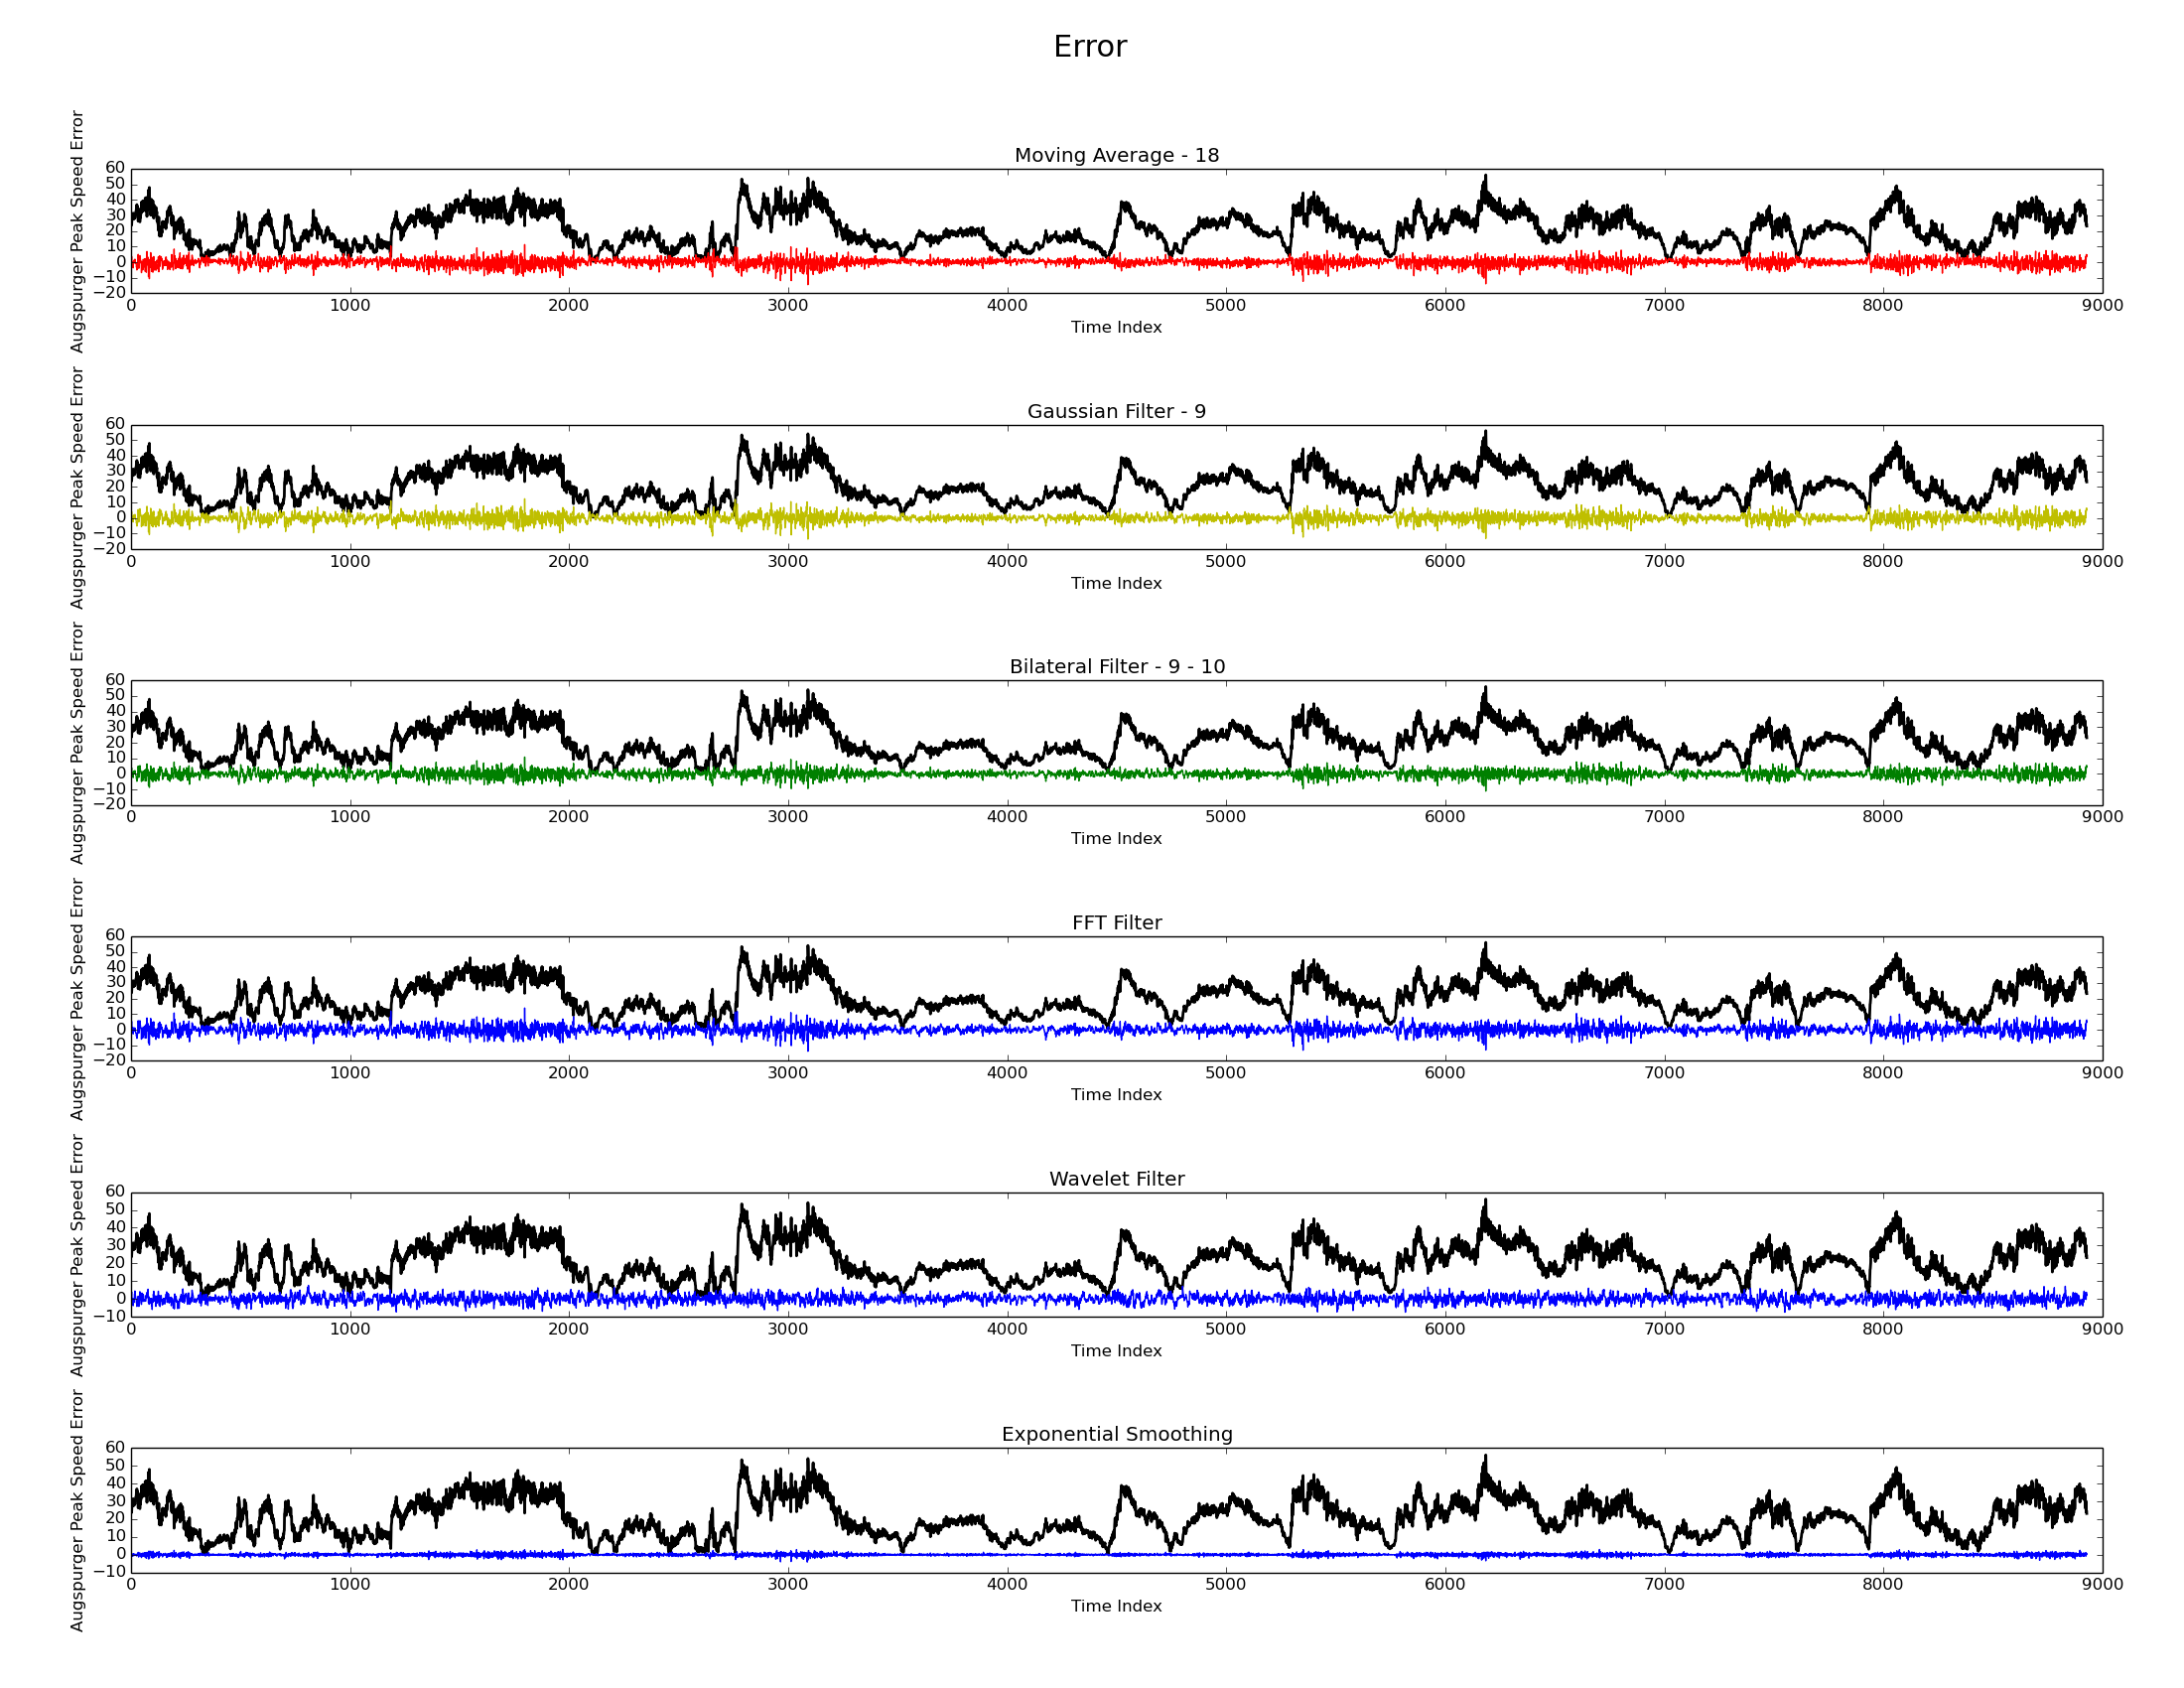 Error
Moving Average - 18
Augspurger Peak Speed Error
60
50
40
30
20
10
0
−10
−20
0 1000 2000 3000 4000 5000 6000 7000 8000 9000
Time Index
Gaussian Filter - 9
Augspurger Peak Speed Error
60
50
40
30
20
10
0
−10
−20
0 1000 2000 3000 4000 5000 6000 7000 8000 9000
Time Index
Bilateral Filter - 9 - 10
Augspurger Peak Speed Error
60
50
40
30
20
10
0
−10
−20
0 1000 2000 3000 4000 5000 6000 7000 8000 9000
Time Index
FFT Filter
Augspurger Peak Speed Error
60
50
40
30
20
10
0
−10
−20
0 1000 2000 3000 4000 5000 6000 7000 8000 9000
Time Index
Wavelet Filter
Augspurger Peak Speed Error
60
50
40
30
20
10
0
−10
0 1000 2000 3000 4000 5000 6000 7000 8000 9000
Time Index
Exponential Smoothing
Augspurger Peak Speed Error
60
50
40
30
20
10
0
−10
0 1000 2000 3000 4000 5000 6000 7000 8000 9000
Time Index